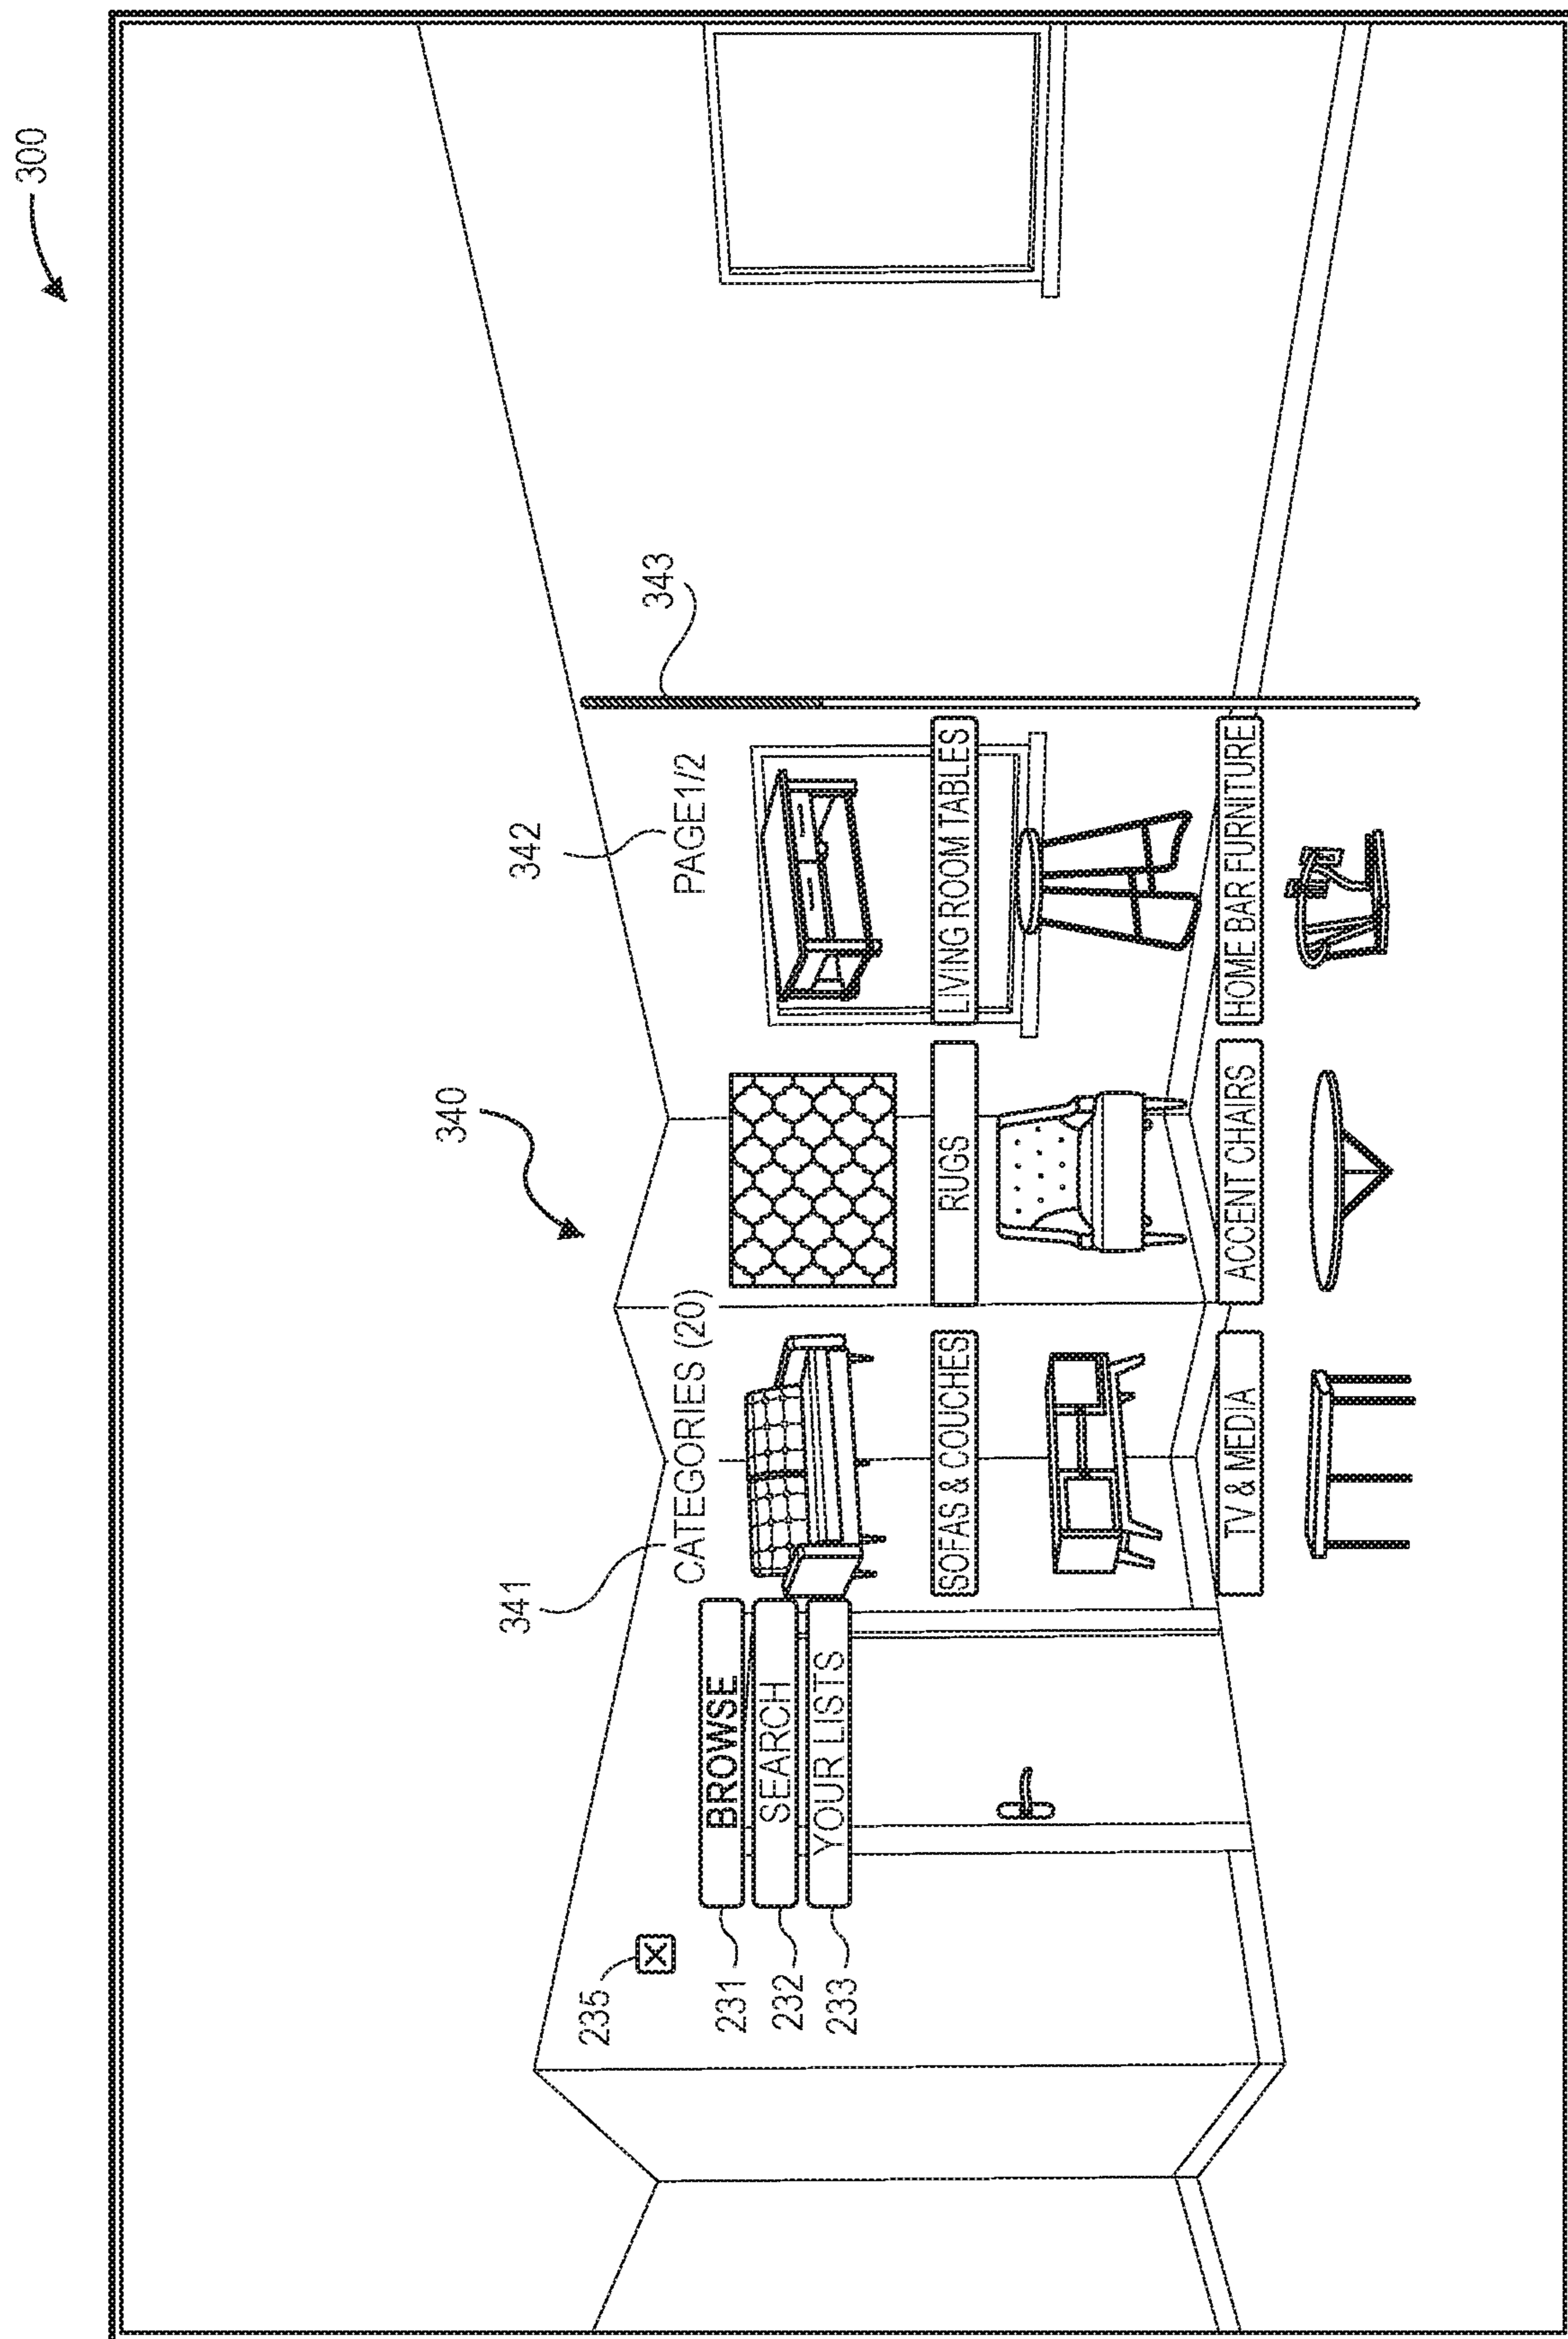 300
340
341
CATEGORIES (20)
342
PAGE1/2
343
235
X
231
BROWSE
232
SEARCH
233
YOUR LISTS
SOFAS & COUCHES
RUGS
LIVING ROOM TABLES
TV & MEDIA
ACCENT CHAIRS
HOME BAR FURNITURE